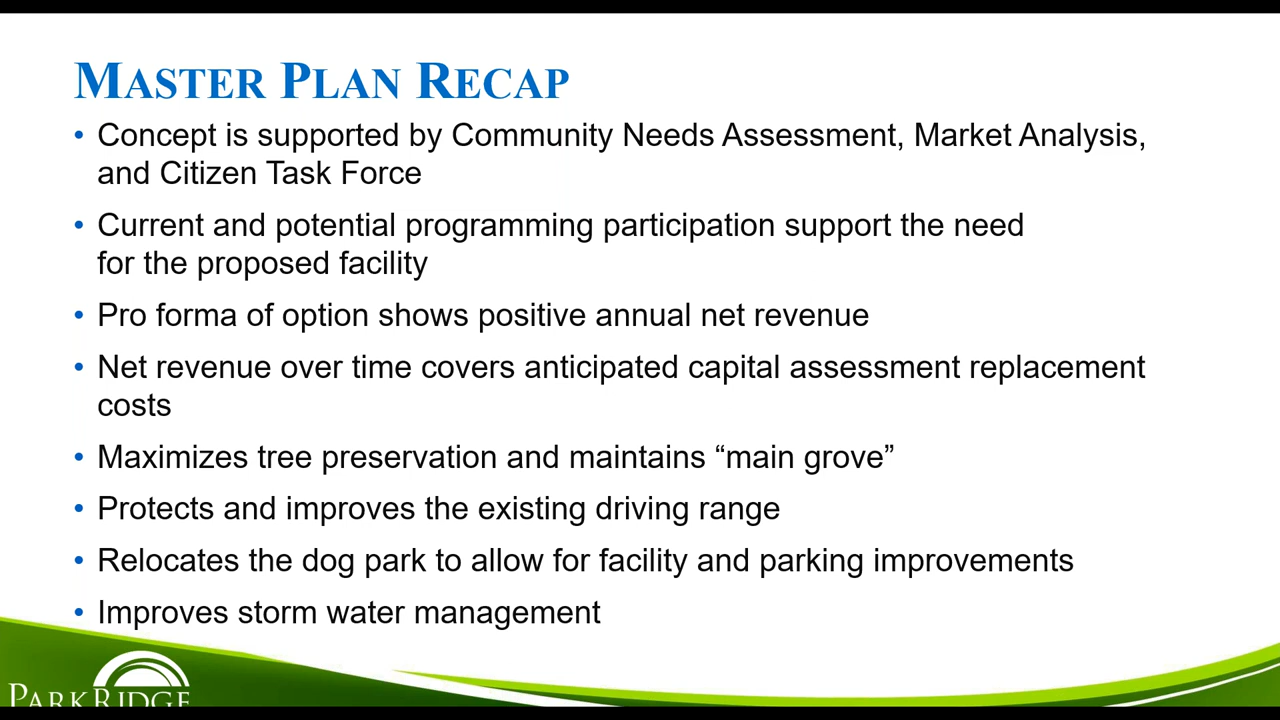 MASTER PLAN RECAP
• Concept is supported by Community Needs Assessment, Market Analysis,
and Citizen Task Force
• Current and potential programming participation support the need
for the proposed facility
• Pro forma of option shows positive annual net revenue
• Net revenue over time covers anticipated capital assessment replacement
costs
• Maximizes tree preservation and maintains “main grove”
• Protects and improves the existing driving range
• Relocates the dog park to allow for facility and parking improvements
• Improves storm water management
PARK RIDGE